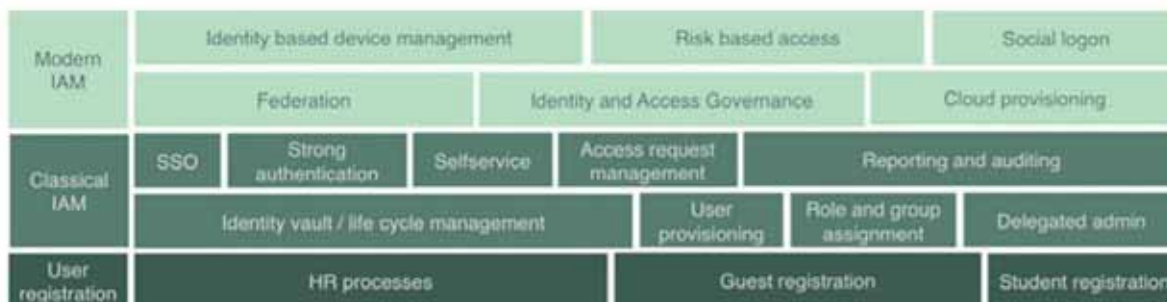 Modern
IAM
Identity based device management
Risk based access
Social logon
Federation
Identity and Access Governance
Cloud provisioning
Classical
IAM
SSO
Strong
authentication
Selfservice
Access request
management
Reporting and auditing
Identity vault / life cycle management
User
provisioning
Role and group
assignment
Delegated admin
User
registration
HR processes
Guest registration
Student registration